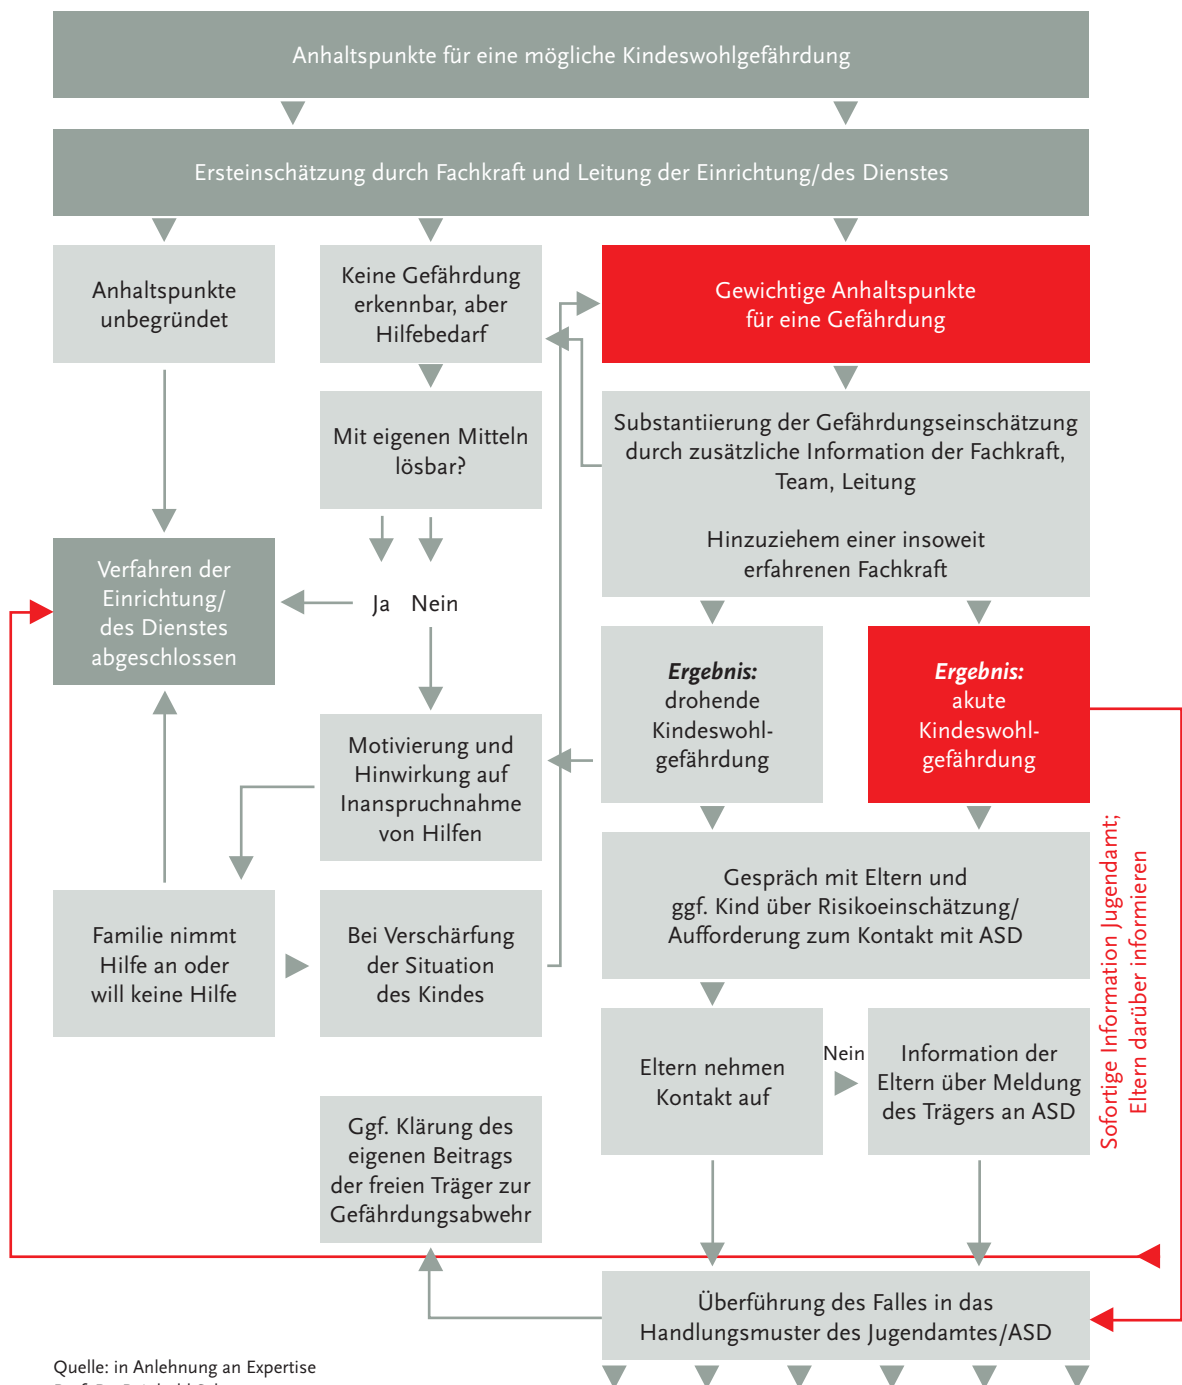 Anhaltspunkte für eine mögliche Kindeswohlgefährdung
Ersteinschätzung durch Fachkraft und Leitung der Einrichtung/des Dienstes
Anhaltspunkte
unbegründet
Keine Gefährdung
erkennbar, aber
Hilfebedarf
Gewichtige Anhaltspunkte
für eine Gefährdung
Mit eigenen Mitteln
lösbar?
Substantiierung der Gefährdungseinschätzung
durch zusätzliche Information der Fachkraft,
Team, Leitung
Hinzuziehem einer insoweit
erfahrenen Fachkraft
Verfahren der
Einrichtung/
des Dienstes
abgeschlossen
Ja Nein
Ergebnis:
drohende
Kindeswohl-
gefährdung
Ergebnis:
akute
Kindeswohl-
gefährdung
Motivierung und
Hinwirkung auf
Inanspruchnahme
von Hilfen
Gespräch mit Eltern und
ggf. Kind über Risikoeinschätzung/
Aufforderung zum Kontakt mit ASD
Sofortige Information Jugendamt;
Eltern darüber informieren
Familie nimmt
Hilfe an oder
will keine Hilfe
Bei Verschärfung
der Situation
des Kindes
Eltern nehmen
Kontakt auf
Nein
Information der
Eltern über Meldung
des Trägers an ASD
Ggf. Klärung des
eigenen Beitrags
der freien Träger zur
Gefährdungsabwehr
Überführung des Falles in das
Handlungsmuster des Jugendamtes/ASD
Quelle: in Anlehnung an Expertise